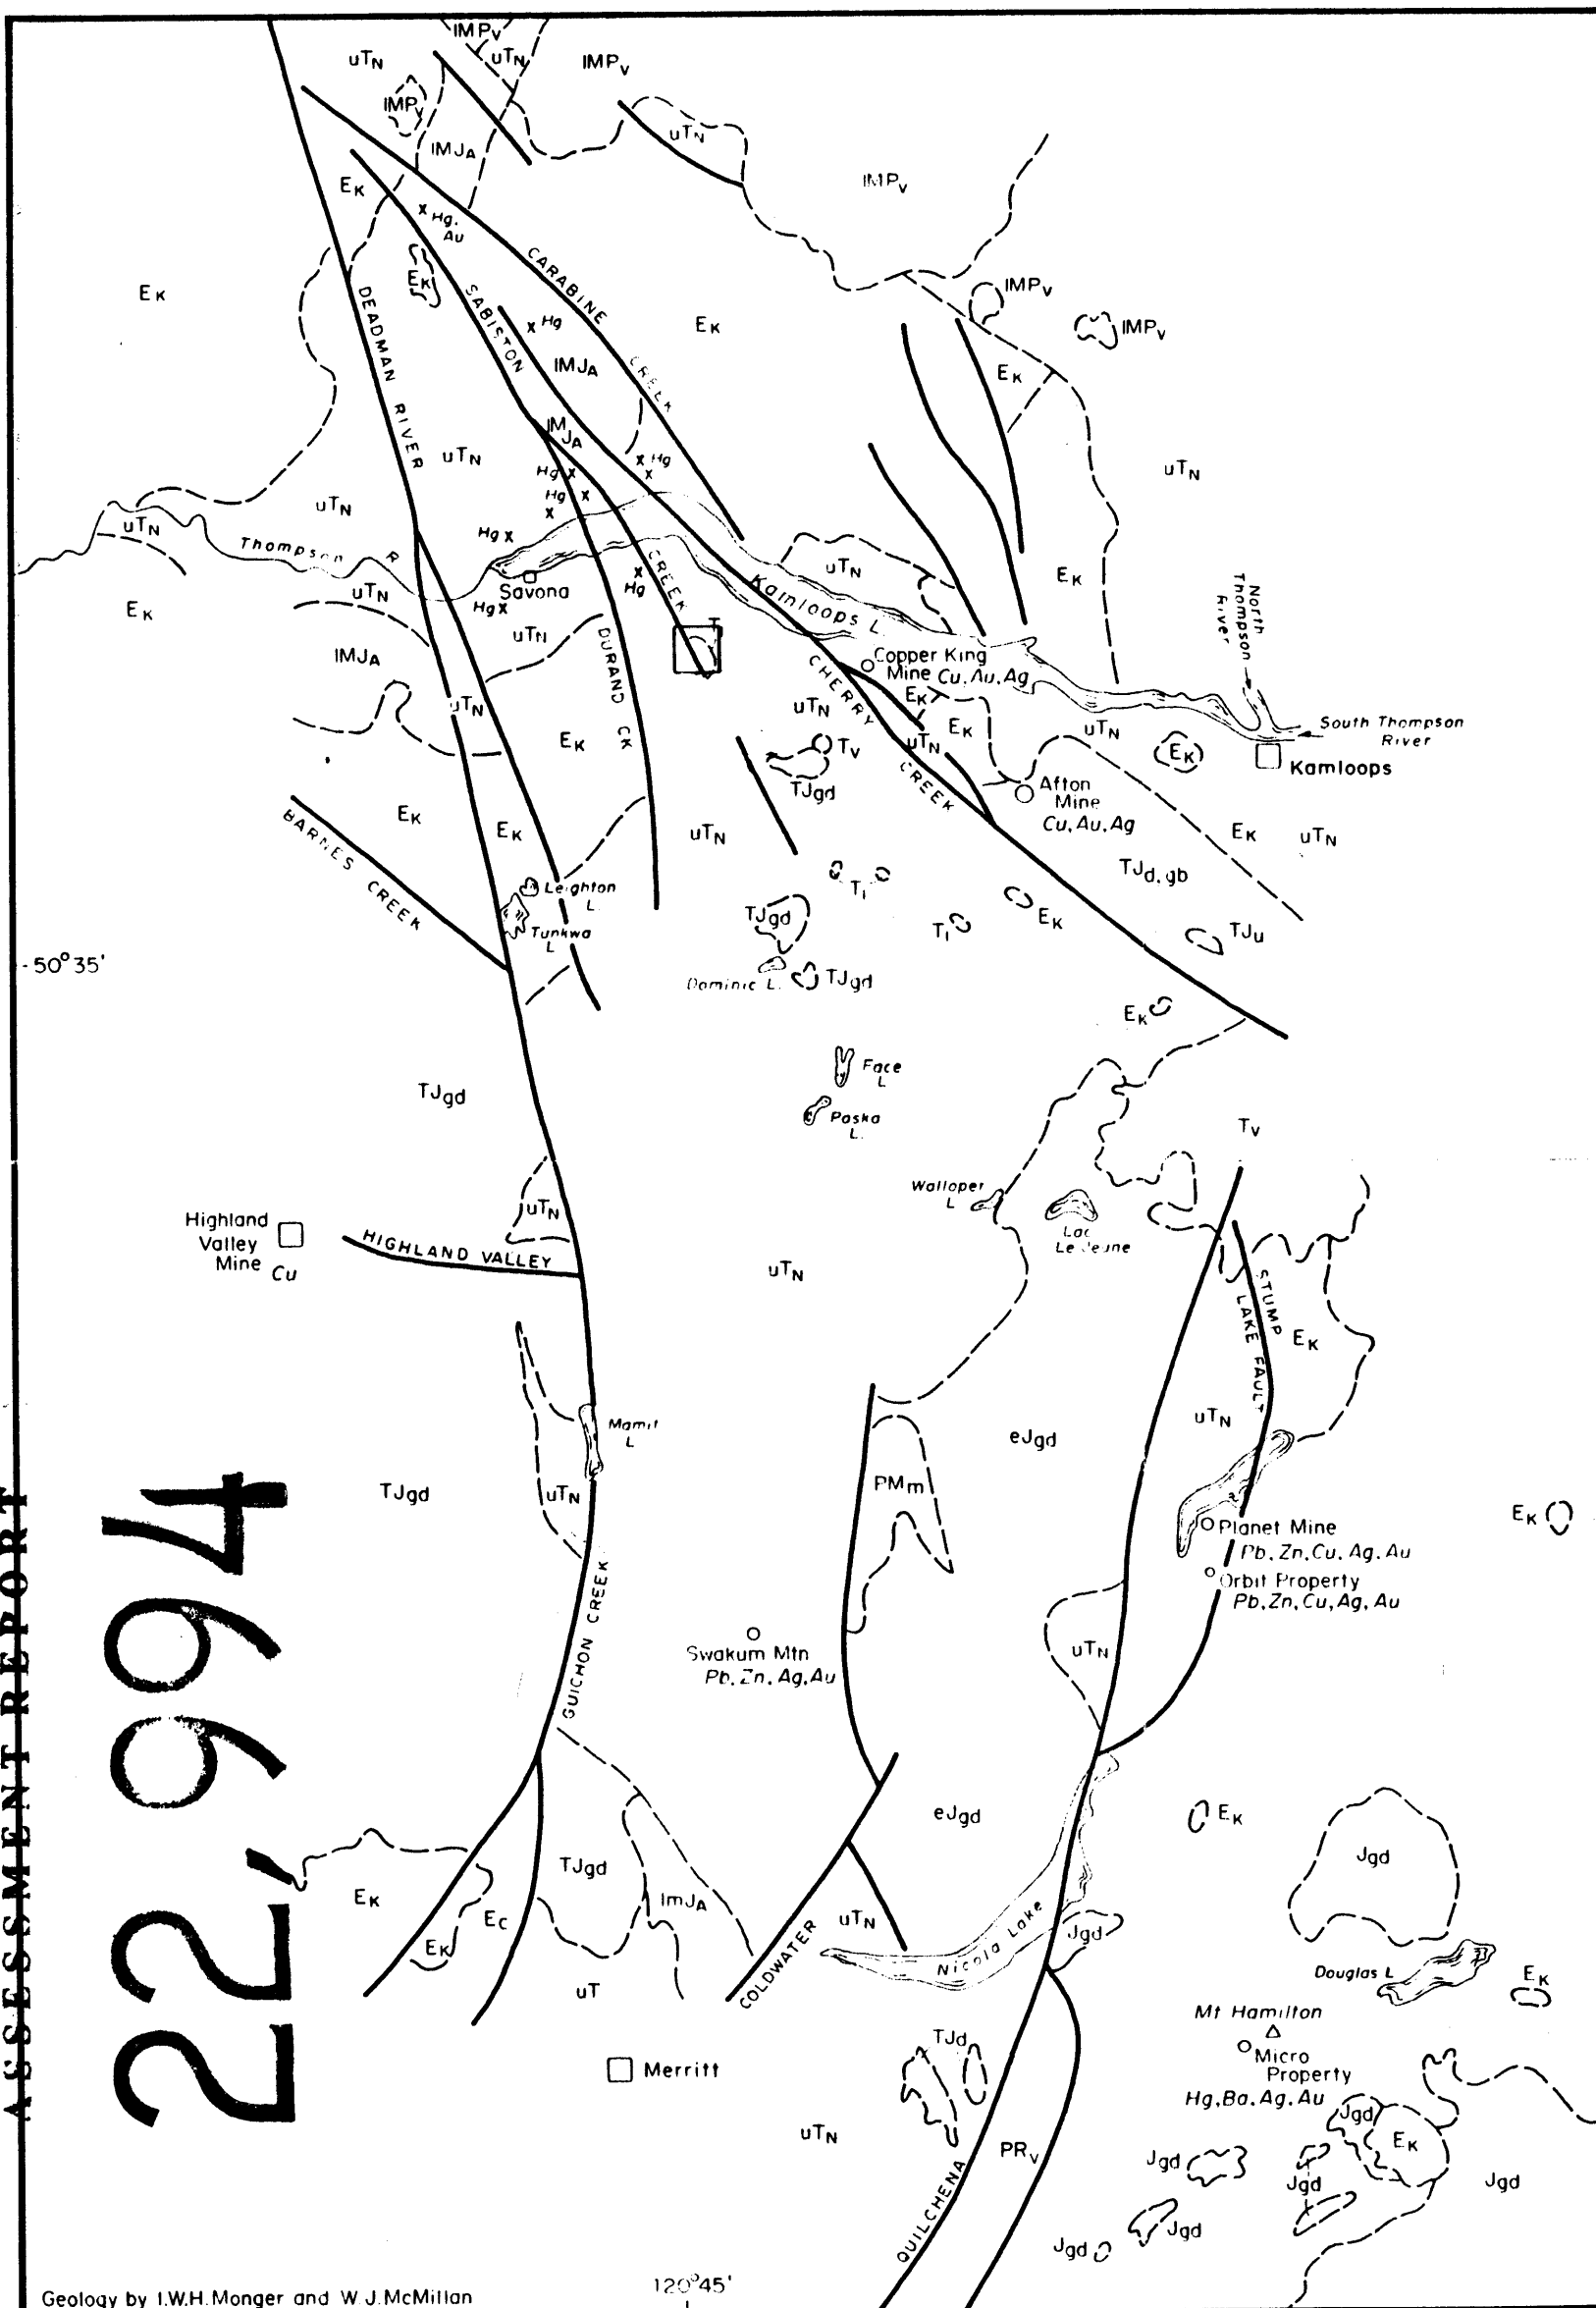 IMPv
uTN
uTN
IMPv
IMPv
uTN
IMJA
IMPv
EK
x Hg,
Au
EK
CARABINE
CREEK
EK
DEADMAN RIVER
SABISTON
CREEK
x Hg
EK
IMPv
IMPv
IMJA
EK
IMJA
uTN
x Hg
x
Hg x
Hg x
x
uTN
uTN
uTN
Hg x
Thompson R
Savona
x
Hg
Kamloops L.
uTN
EK
North
Thompson
River
EK
uTN
Hg x
uTN
DURAND CK
T
IMJA
Copper King
Mine Cu, Au, Ag
CHERRY
CREEK
EK
uTN
uTN
EK
uTN
South Thompson
River
EK
Kamloops
uTN
EK
Tv
TJgd
Afton
Mine
Cu, Au, Ag
EK
EK
BARNES CREEK
uTN
EK
uTN
TJd, gb
Leighton
L
Tunkwa
L
TI
TJgd
TI
EK
TJu
-50°35'
Dominic L.
TJgd
EK
TJgd
Face
L
Paska
L.
Tv
Walloper
L
Lac
Le Jeune
uTN
Highland
Valley
Mine Cu
HIGHLAND VALLEY
uTN
STUMP
LAKE FAULT
EK
uTN
Mamit
L
eJgd
TJgd
uTN
PMm
EK
Planet Mine
Pb, Zn, Cu, Ag, Au
Orbit Property
Pb, Zn, Cu, Ag, Au
GUICHON CREEK
Swakum Mtn
Pb, Zn, Ag, Au
uTN
eJgd
EK
Jgd
TJgd
EK
EC
ImJA
EK
COLDWATER
uTN
Nicola Lake
Jgd
Douglas L
EK
uT
Mt Hamilton
Micro
Property
Hg, Ba, Ag, Au
Merritt
TJd
uTN
PRv
QUILCHENA
Jgd
EK
Jgd
Jgd
Jgd
Jgd
Jgd
ASSESSMENT REPORT
22,994
120°45'
Geology by I.W.H. Monger and W.J. McMillan